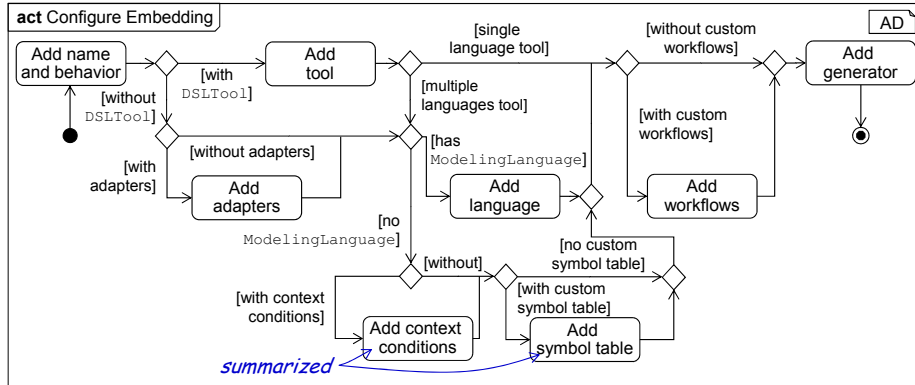 act Configure Embedding
AD
Add name
and behavior
[with
DSLTool]
Add
tool
[single
language tool]
[without custom
workflows]
Add
generator
[without
DSLTool]
[multiple
languages tool]
[with custom
workflows]
[with
adapters]
[without adapters]
Add
adapters
[has
ModelingLanguage]
Add
language
Add
workflows
[no
ModelingLanguage]
[without]
[no custom
symbol table]
[with context
conditions]
[with custom
symbol table]
Add context
conditions
Add
symbol table
summarized